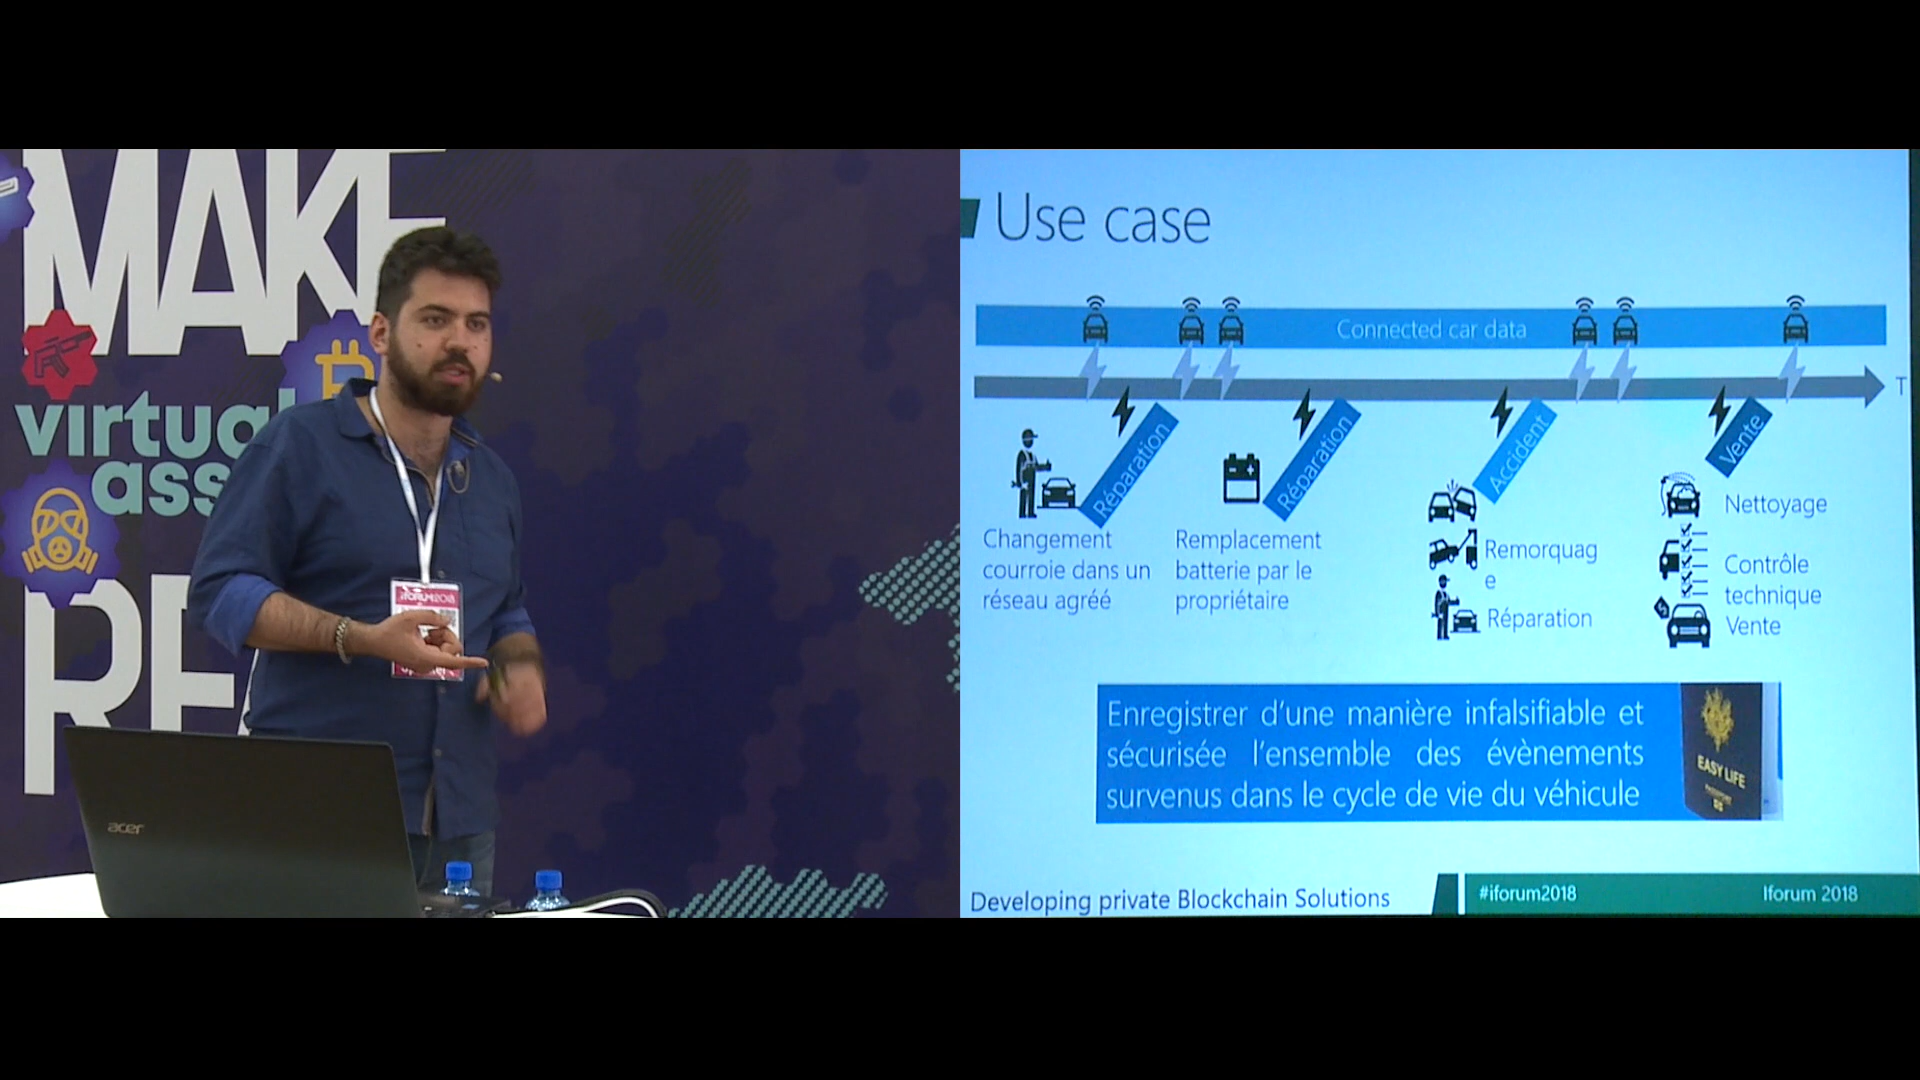 MAKE
virtual
ass
REA
iFORUM2018
acer
Use case
Connected car data
T
Réparation
Réparation
Accident
Vente
Changement
courroie dans un
réseau agréé
Remplacement
batterie par le
propriétaire
Remorquag
e
Réparation
Nettoyage
Contrôle
technique
Vente
Enregistrer d'une manière infalsifiable et
sécurisée l'ensemble des évènements
survenus dans le cycle de vie du véhicule
EASY LIFE
Developing private Blockchain Solutions
#iforum2018
Iforum 2018